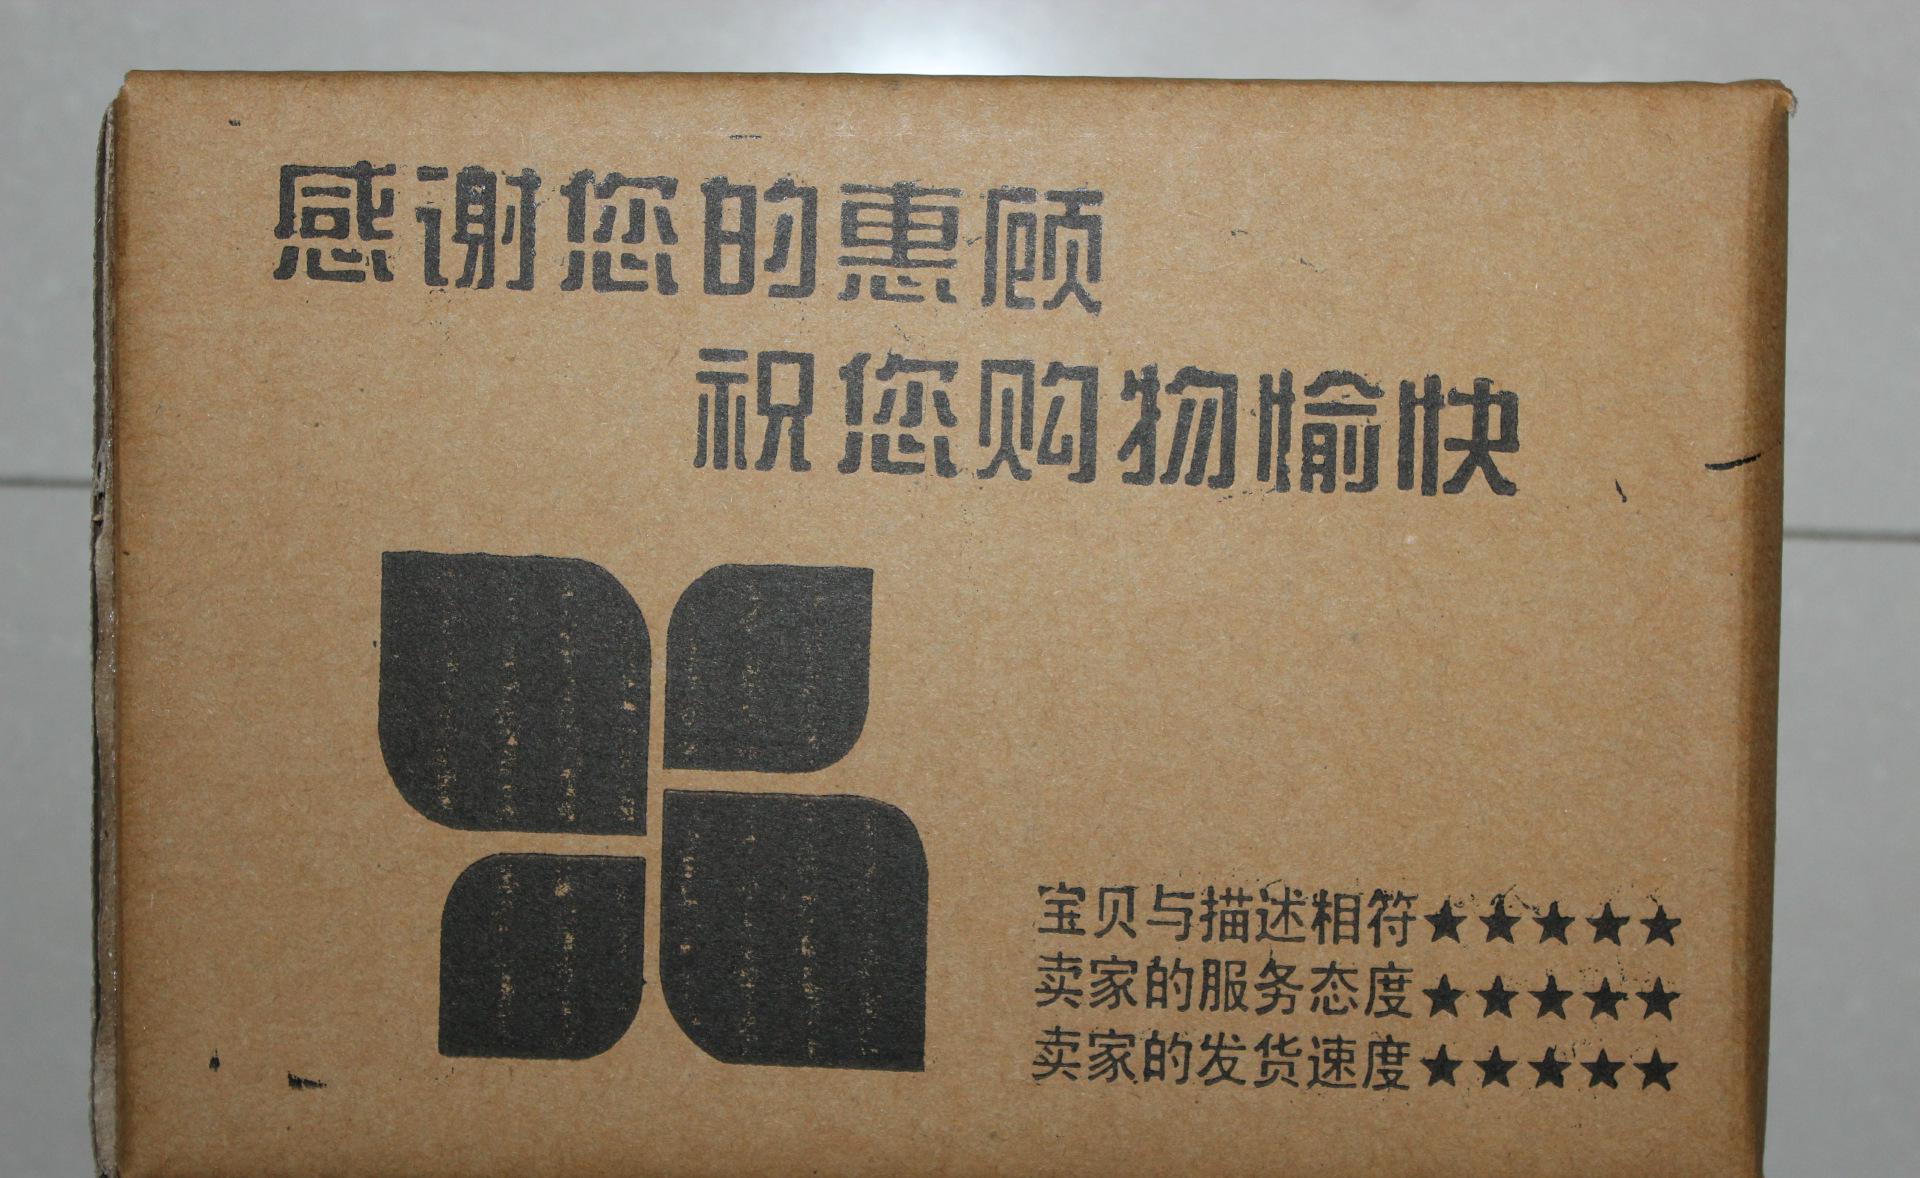 感谢您的惠顾
祝您购物愉快
宝贝与描述相符★★★★★
卖家的服务态度★★★★★
卖家的发货速度★★★★★